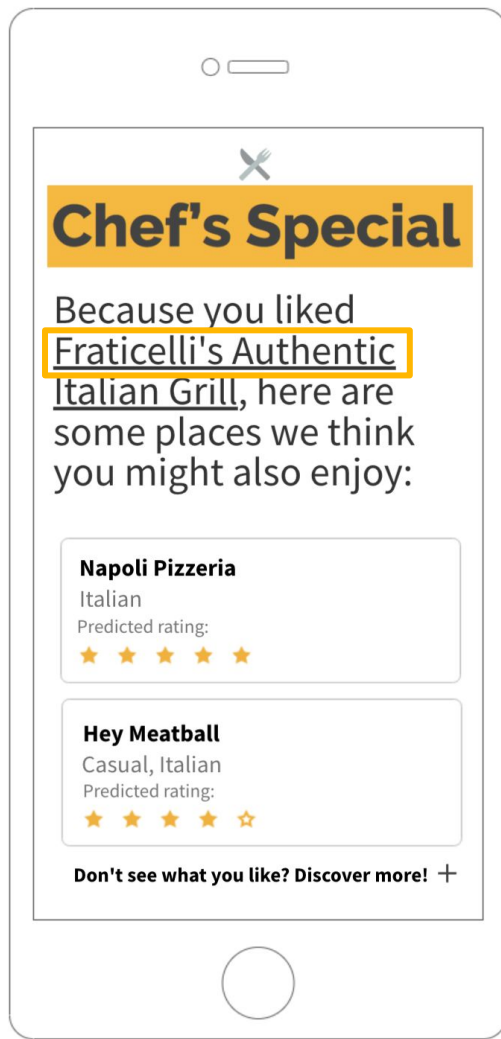 Chef's Special
Because you liked
Fraticelli's Authentic
Italian Grill, here are
some places we think
you might also enjoy:
Napoli Pizzeria
Italian
Predicted rating:
Hey Meatball
Casual, Italian
Predicted rating:
Don't see what you like? Discover more! +